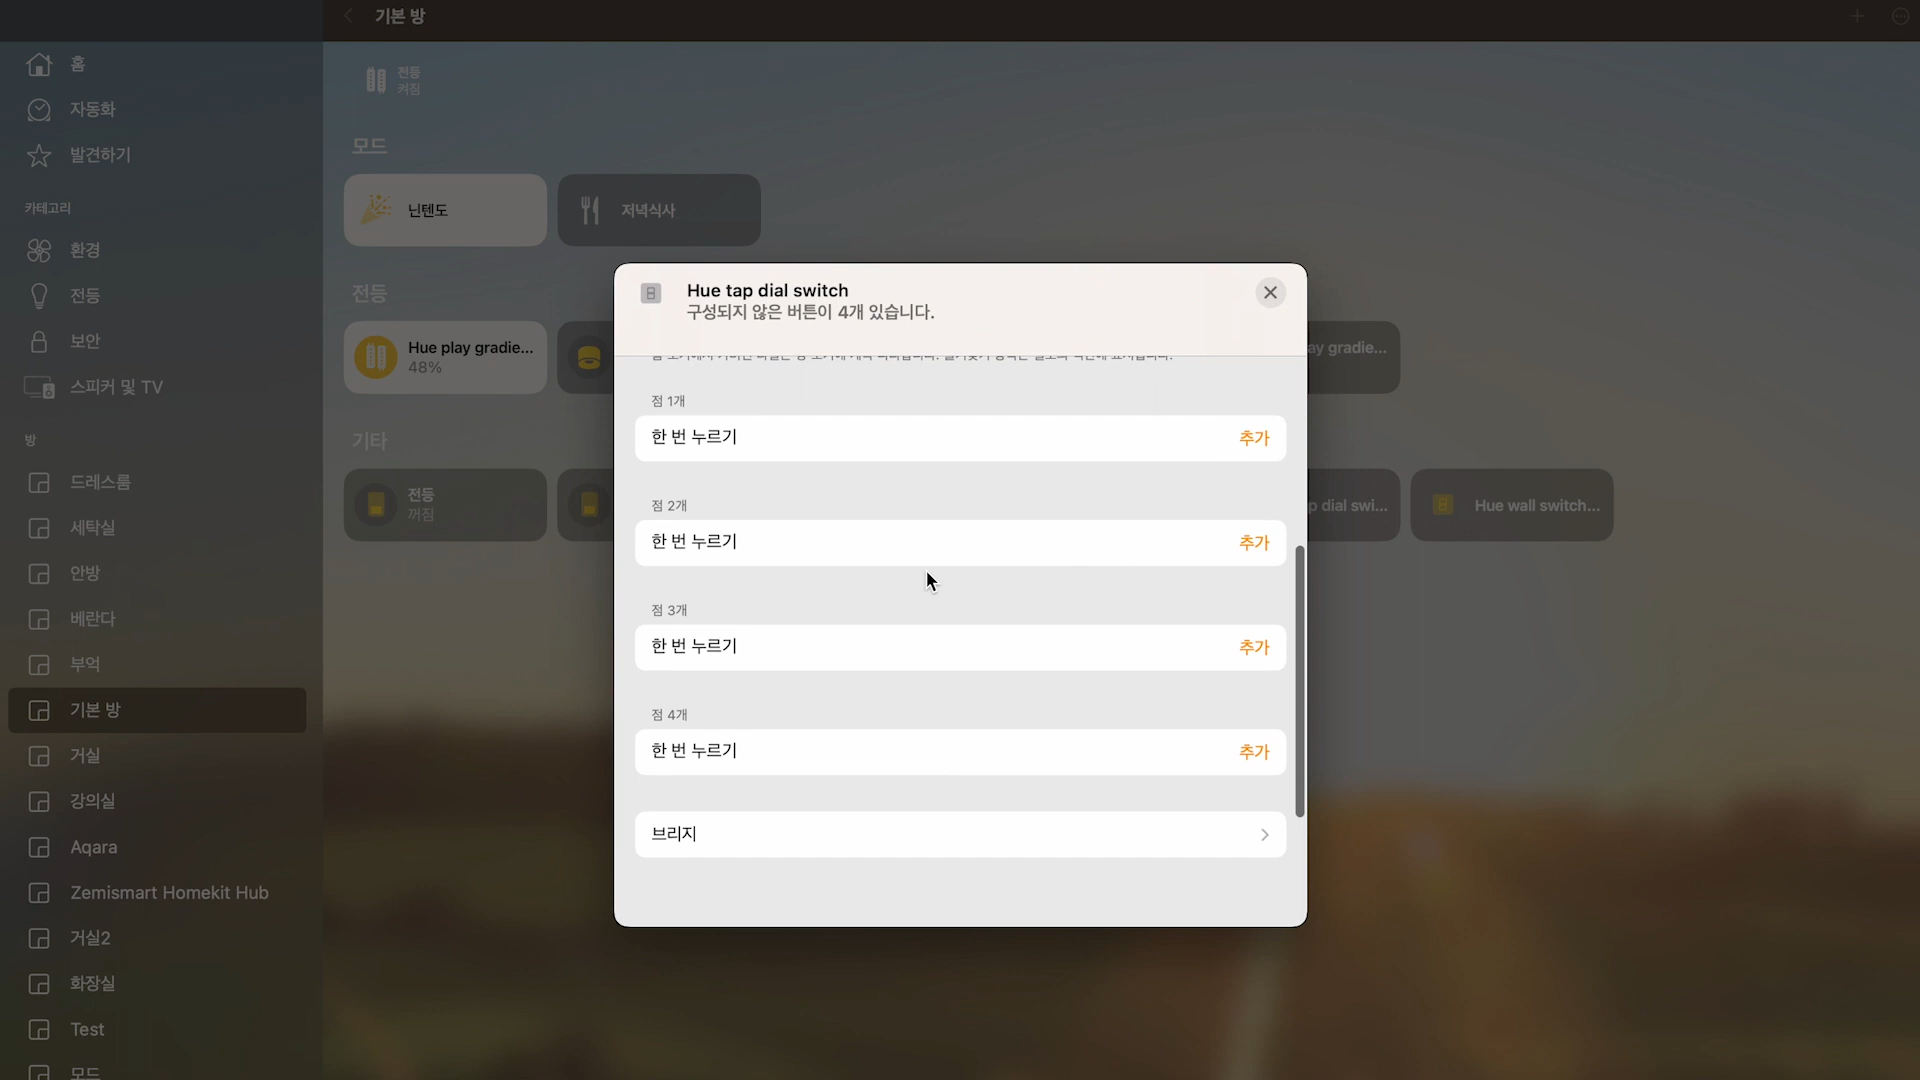 기본 방
홈
자동화
발견하기
카테고리
환경
전등
보안
스피커 및 TV
방
드레스룸
세탁실
안방
베란다
부엌
기본 방
거실
강의실
Aqara
Zemismart Homekit Hub
거실2
화장실
Test
모드
전등
켜짐
모드
닌텐도
저녁식사
전등
Hue play gradie...
48%
ay gradie...
기타
전등
꺼짐
p dial swi...
Hue wall switch...
Hue tap dial switch
구성되지 않은 버튼이 4개 있습니다.
점 1개
한 번 누르기
추가
점 2개
한 번 누르기
추가
점 3개
한 번 누르기
추가
점 4개
한 번 누르기
추가
브리지